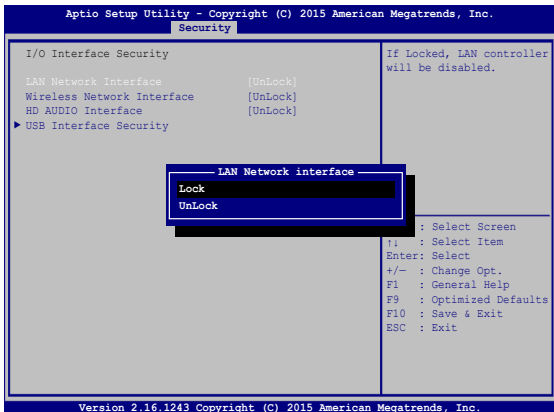 Aptio Setup Utility - Copyright (C) 2015 American Megatrends, Inc.
Security
I/O Interface Security
LAN Network Interface [UnLock]
Wireless Network Interface [UnLock]
HD AUDIO Interface [UnLock]
USB Interface Security
If Locked, LAN controller
will be disabled.
LAN Network interface
Lock
UnLock
: Select Screen
↑↓ : Select Item
Enter: Select
+/— : Change Opt.
F1 : General Help
F9 : Optimized Defaults
F10 : Save & Exit
ESC : Exit
Version 2.16.1243 Copyright (C) 2015 American Megatrends, Inc.